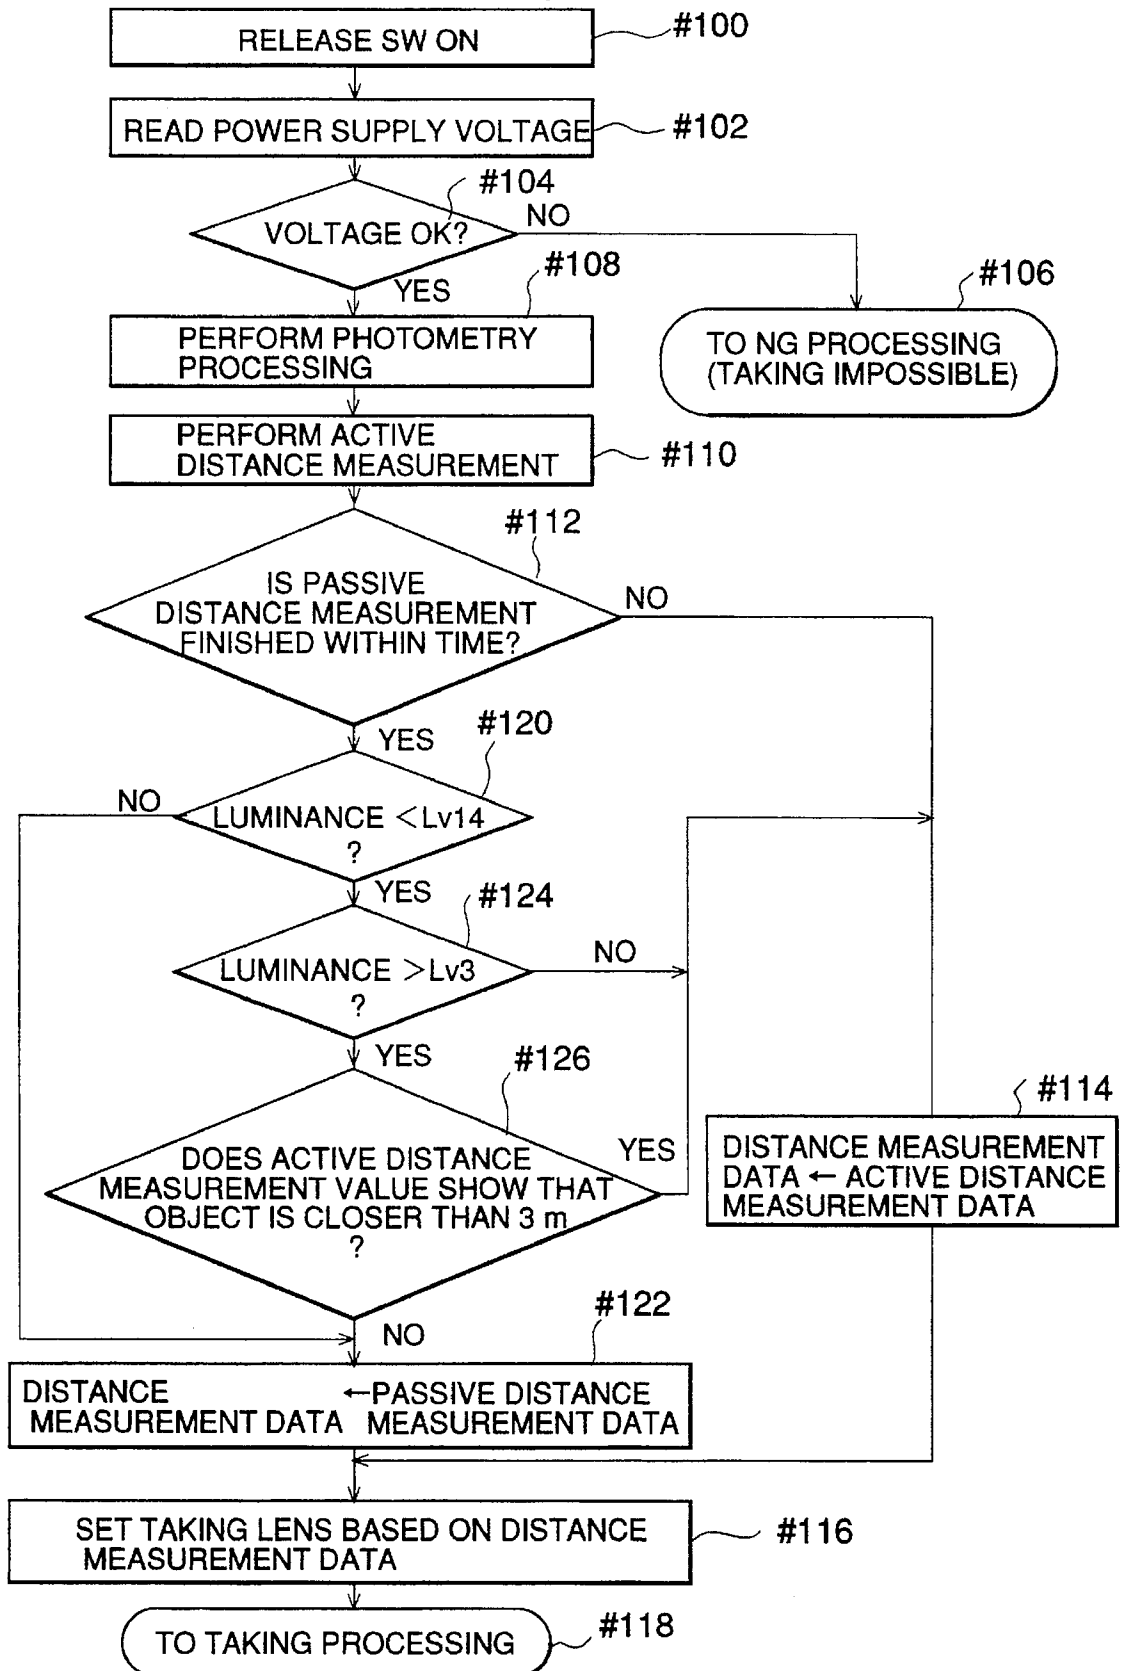 RELEASE SW ON
#100
READ POWER SUPPLY VOLTAGE
#102
#104
VOLTAGE OK?
NO
YES
#106
TO NG PROCESSING
(TAKING IMPOSSIBLE)
#108
PERFORM PHOTOMETRY
PROCESSING
PERFORM ACTIVE
DISTANCE MEASUREMENT
#110
#112
IS PASSIVE
DISTANCE MEASUREMENT
FINISHED WITHIN TIME?
NO
YES
#120
NO
LUMINANCE <Lv14
?
YES
#124
LUMINANCE >Lv3
?
NO
YES
#126
DOES ACTIVE DISTANCE
MEASUREMENT VALUE SHOW THAT
OBJECT IS CLOSER THAN 3 m
?
YES
NO
#114
DISTANCE MEASUREMENT
DATA ← ACTIVE DISTANCE
MEASUREMENT DATA
#122
DISTANCE ←PASSIVE DISTANCE
MEASUREMENT DATA MEASUREMENT DATA
SET TAKING LENS BASED ON DISTANCE
MEASUREMENT DATA
#116
TO TAKING PROCESSING
#118